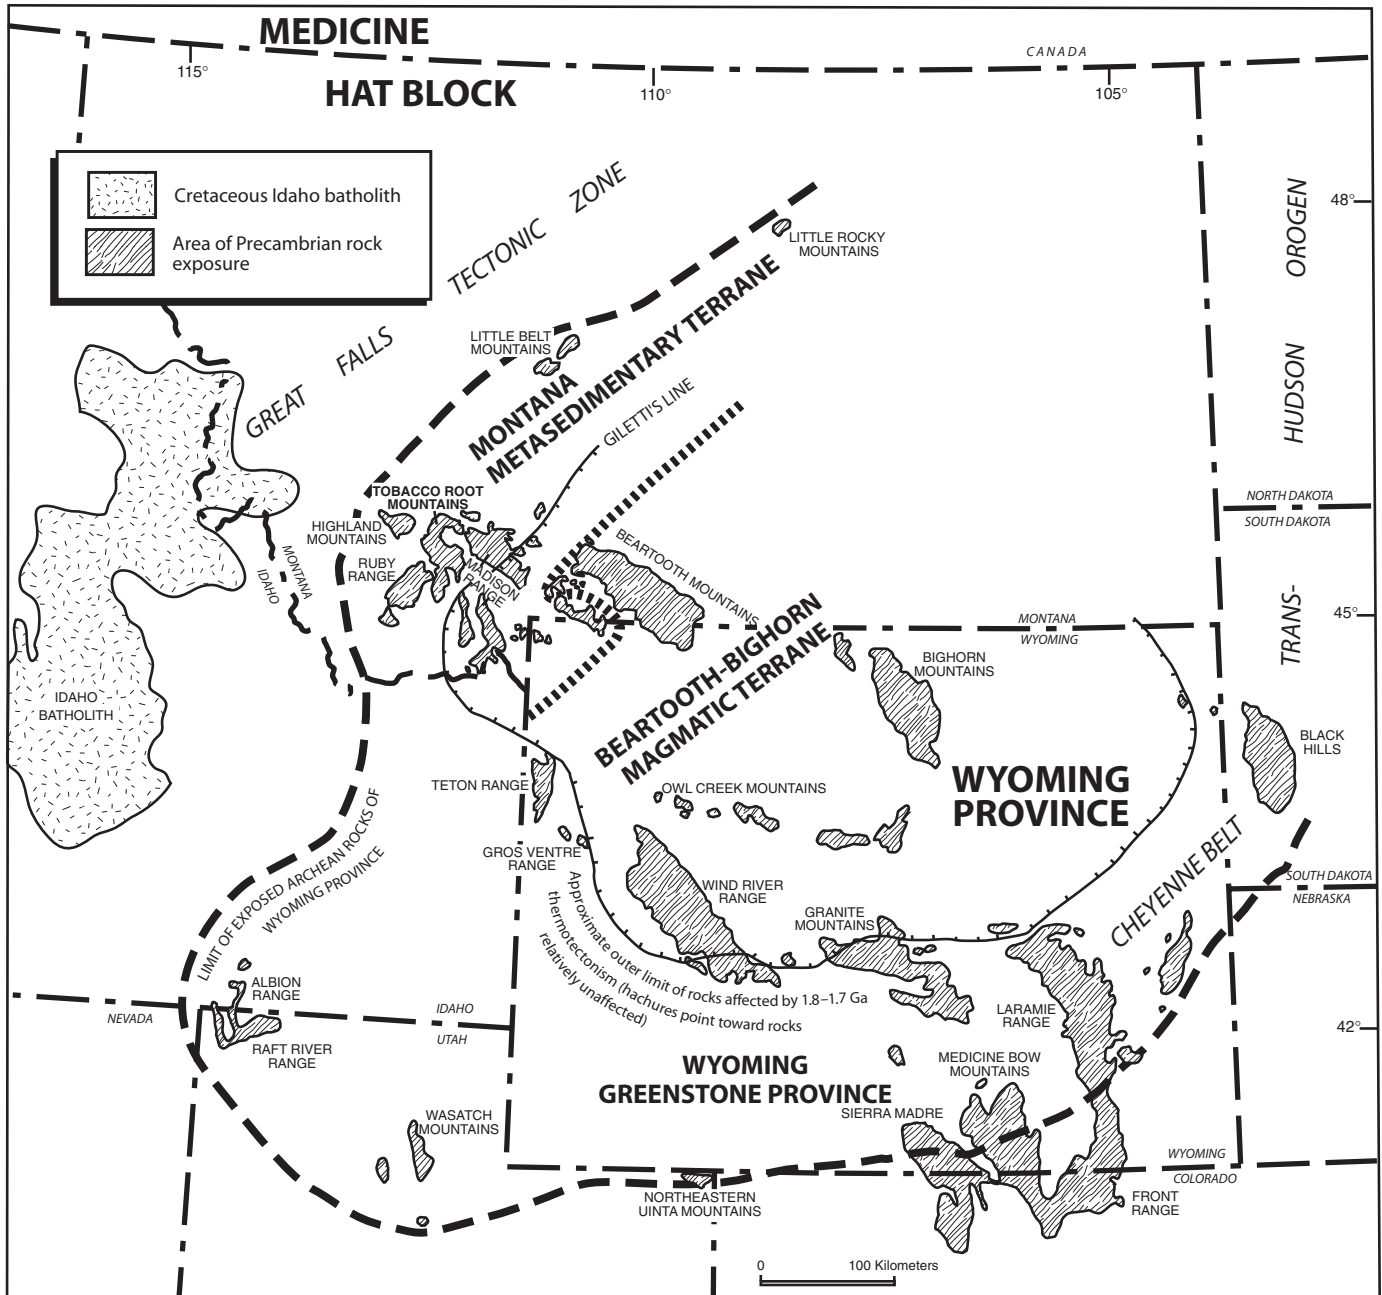 MEDICINE
HAT BLOCK
CANADA
115°
110°
105°
48°
45°
42°
Cretaceous Idaho batholith
Area of Precambrian rock
exposure
GREAT FALLS TECTONIC ZONE
LITTLE ROCKY
MOUNTAINS
LITTLE BELT
MOUNTAINS
MONTANA
METASEDIMENTARY TERRANE
GILETTI'S LINE
TRANS-HUDSON OROGEN
NORTH DAKOTA
SOUTH DAKOTA
TOBACCO ROOT
MOUNTAINS
HIGHLAND
MOUNTAINS
RUBY
RANGE
MADISON
RANGE
BEARTOOTH MOUNTAINS
MONTANA
IDAHO
MONTANA
WYOMING
BEARTOOTH-BIGHORN
MAGMATIC TERRANE
BIGHORN
MOUNTAINS
IDAHO
BATHOLITH
BLACK
HILLS
TETON RANGE
OWL CREEK MOUNTAINS
WYOMING
PROVINCE
GROS VENTRE
RANGE
WIND RIVER
RANGE
GRANITE
MOUNTAINS
CHEYENNE BELT
SOUTH DAKOTA
NEBRASKA
LIMIT OF EXPOSED ARCHEAN ROCKS OF
WYOMING PROVINCE
Approximate outer limit of rocks affected by 1.8–1.7 Ga
thermotectonism (hachures point toward rocks
relatively unaffected)
ALBION
RANGE
RAFT RIVER
RANGE
NEVADA
IDAHO
UTAH
LARAMIE
RANGE
WYOMING
GREENSTONE PROVINCE
MEDICINE BOW
MOUNTAINS
SIERRA MADRE
WASATCH
MOUNTAINS
WYOMING
COLORADO
NORTHEASTERN
UINTA MOUNTAINS
FRONT
RANGE
0 100 Kilometers